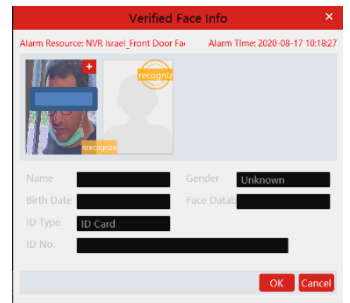 Verified Face Info
Alarm Resource: NVR Israel_Front Door Fa
Alarm Time: 2020-08-17 10:18:27
recogniz
nrecognize
Name
Gender Unknown
Birth Date
Face Datab
ID Type ID Card
ID No.
OK Cancel